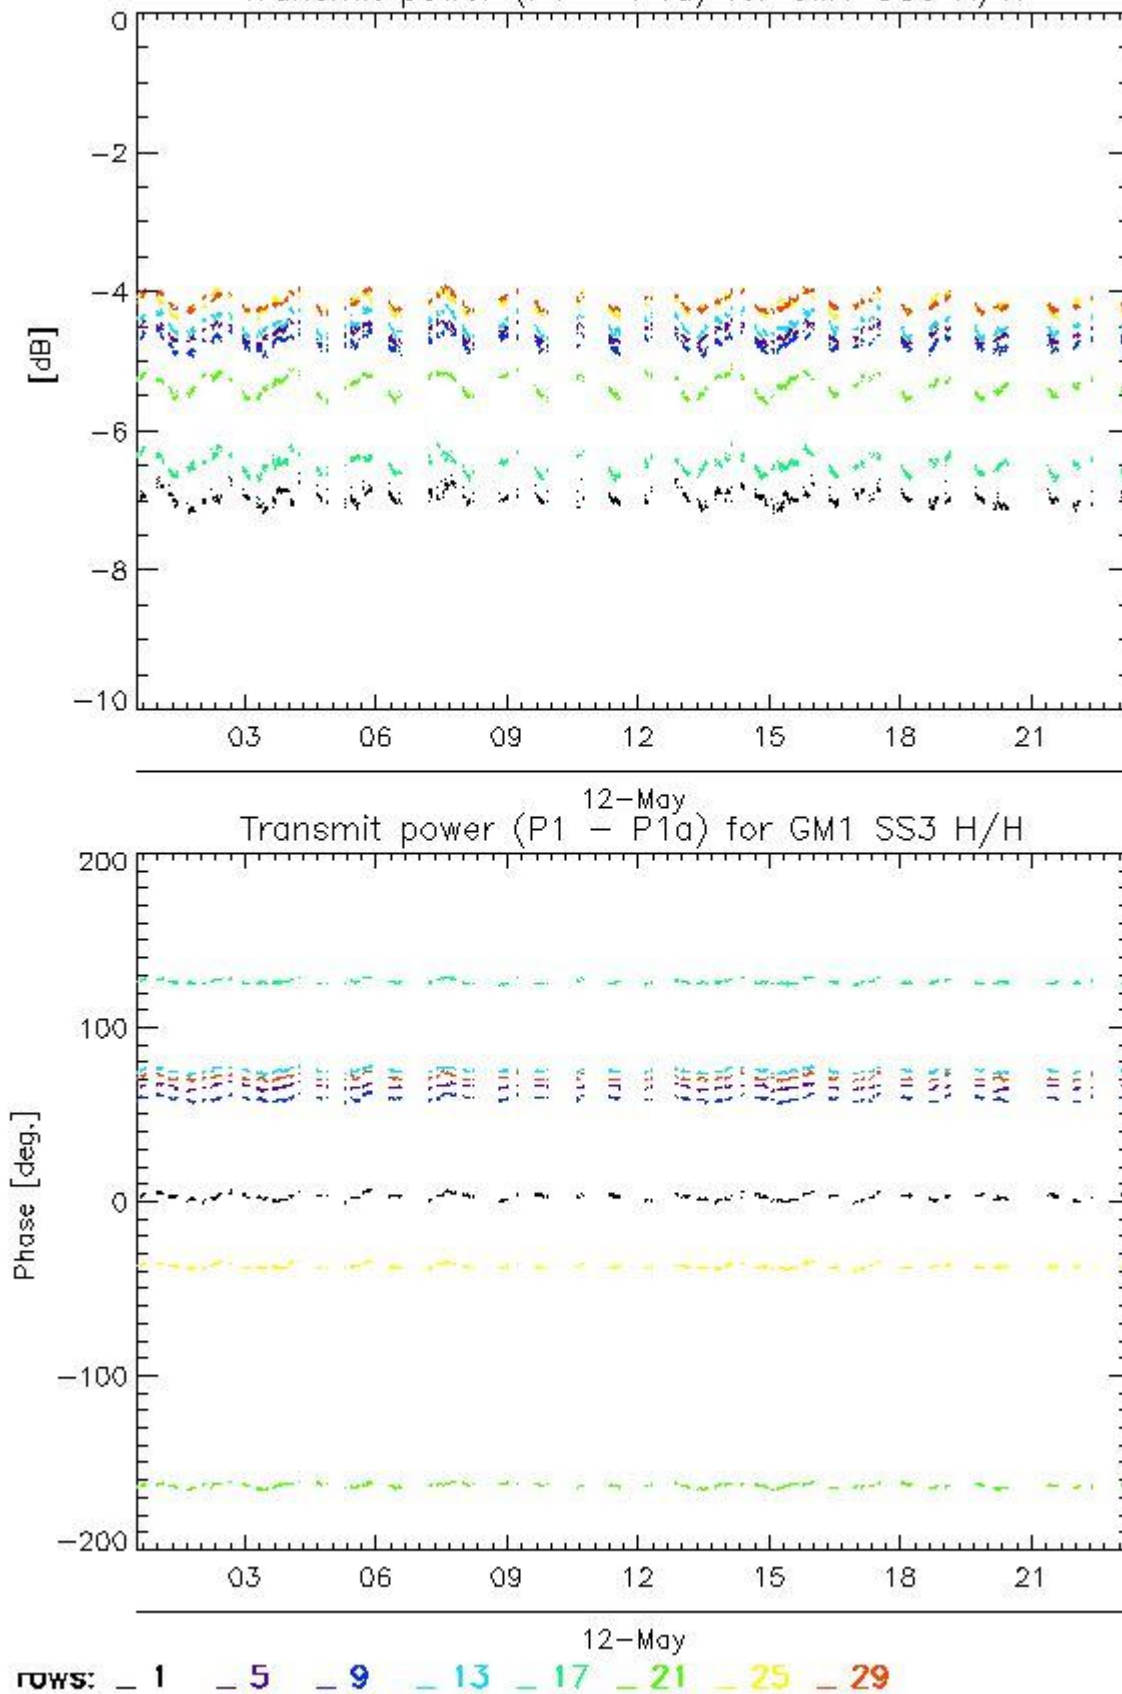 0
-2
-4
[dB]
-6
-8
-10
03 06 09 12 15 18 21
12-May
Transmit power (P1 - P1a) for GM1 SS3 H/H
200
100
Phase [deg.]
0
-100
-200
03 06 09 12 15 18 21
12-May
rows: _ 1 _ 5 _ 9 _ 13 _ 17 _ 21 _ 25 _ 29